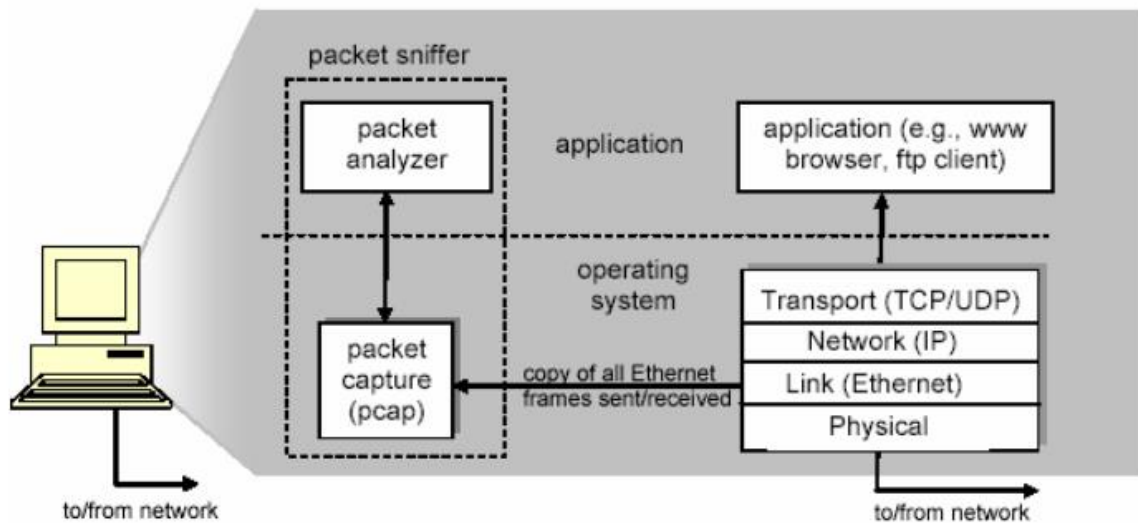 packet sniffer
packet
analyzer
application
application (e.g., www
browser, ftp client)
operating
system
packet
capture
(pcap)
copy of all Ethernet
frames sent/received
Transport (TCP/UDP)
Network (IP)
Link (Ethernet)
Physical
to/from network
to/from network